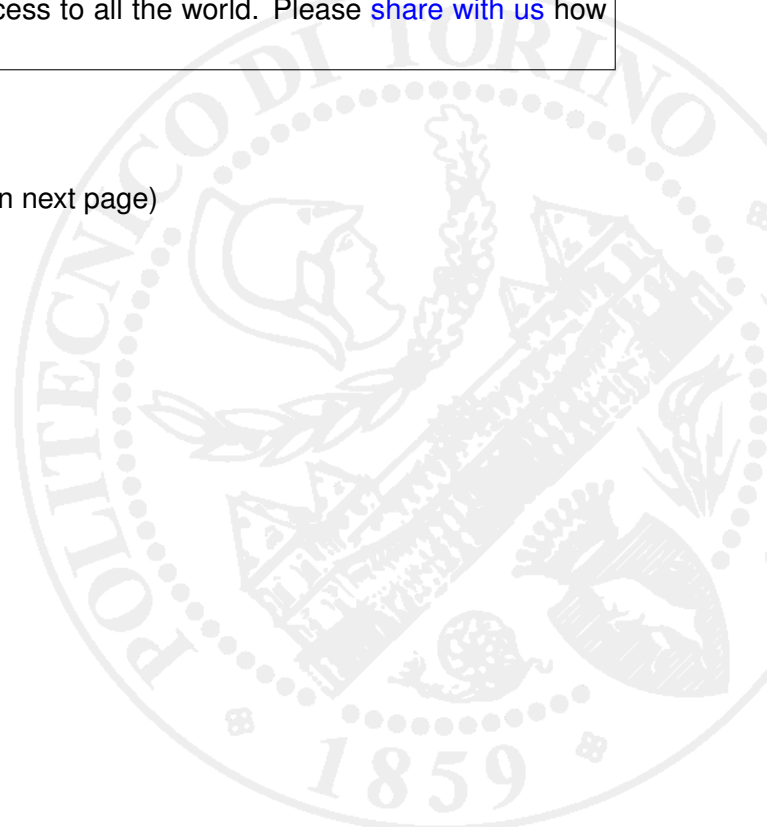 cess to all the world. Please share with us how
n next page)
POLITECNICO DI TORINO
1859